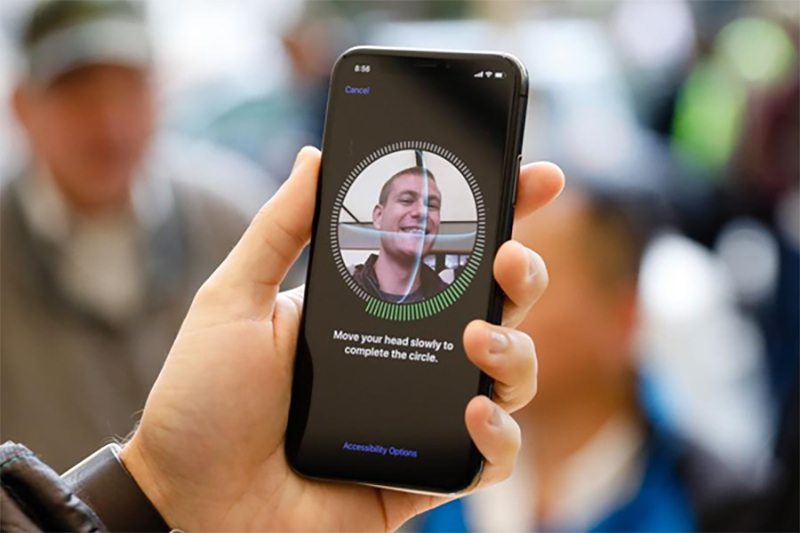 8:56
Cancel
Move your head slowly to
complete the circle.
Accessibility Options